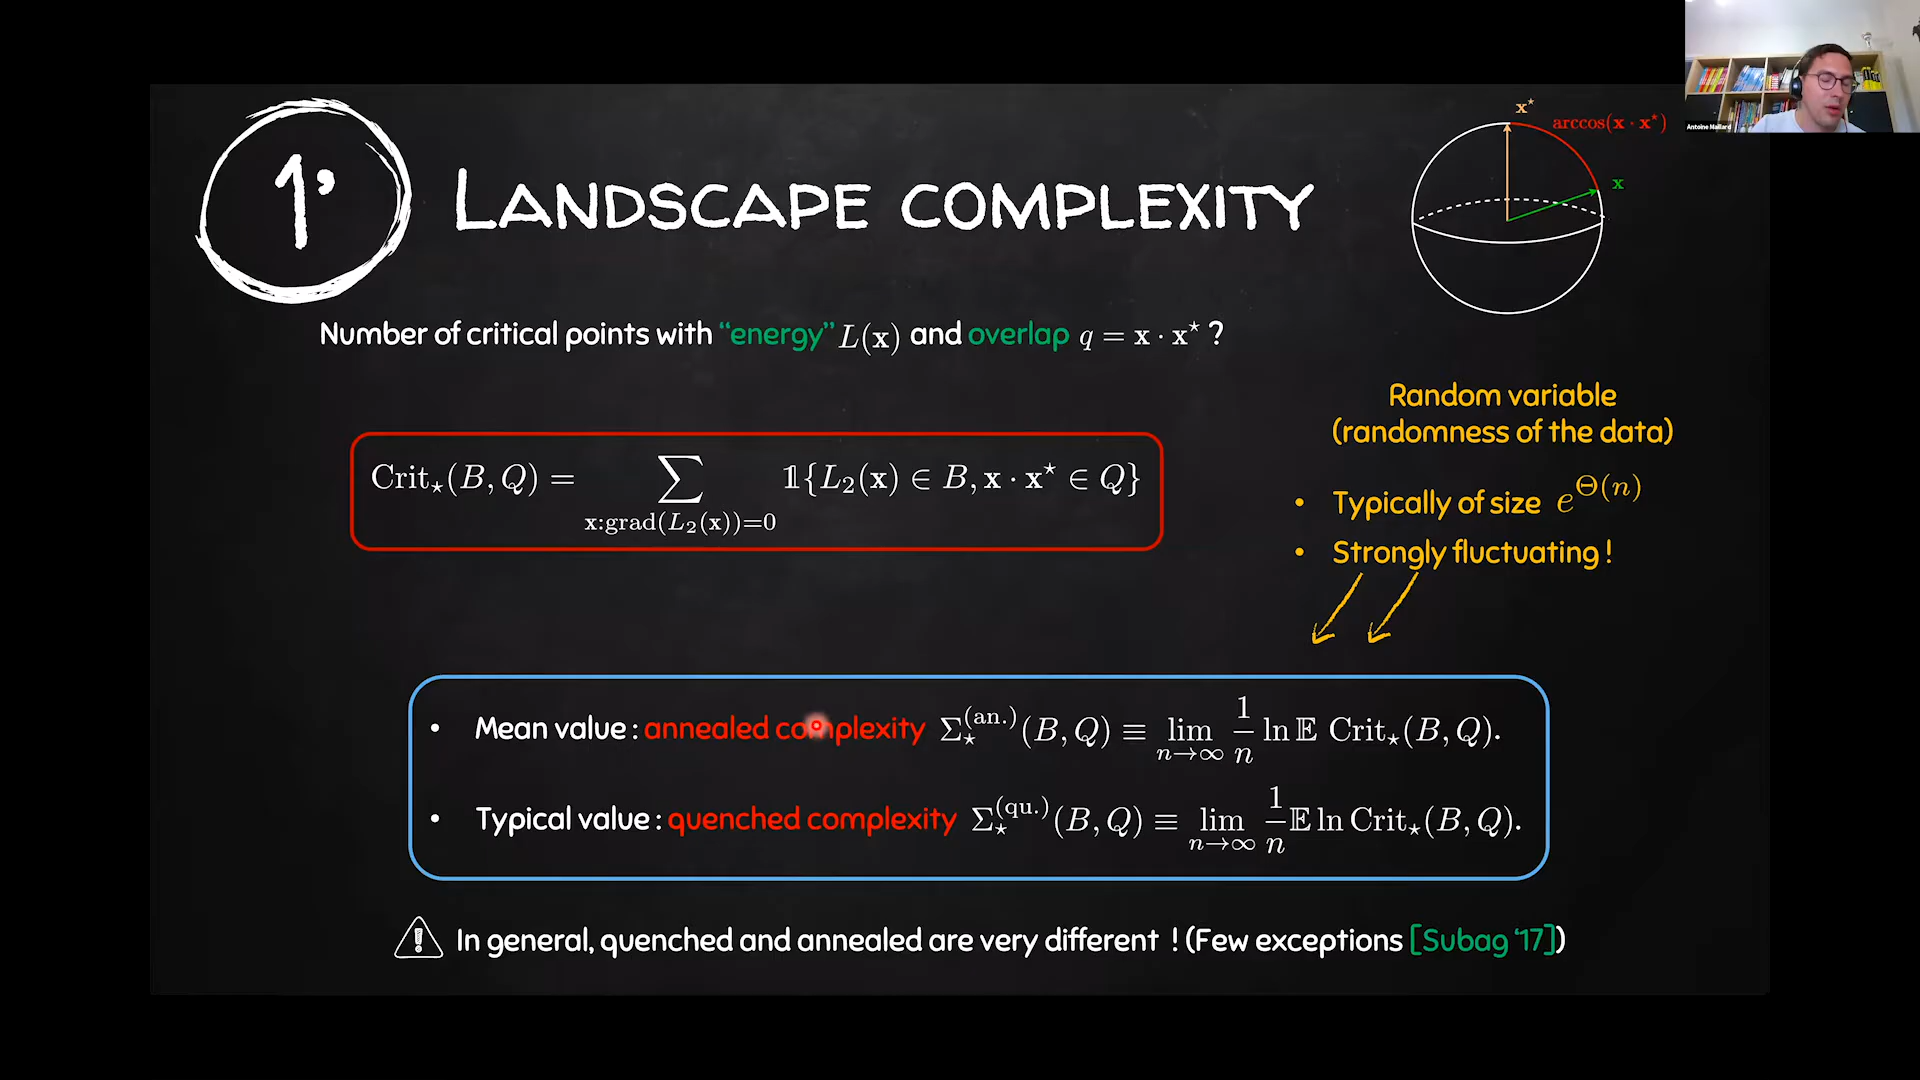 1,
LANDSCAPE COMPLEXITY
x⋆
arccos(x · x⋆)
x
Antoine Maillard
Number of critical points with “energy” L(x) and overlap q = x · x⋆ ?
Crit⋆(B, Q) = ∑ 𝟙{L₂(x) ∈ B, x · x⋆ ∈ Q}
x:grad(L₂(x))=0
Random variable
(randomness of the data)
• Typically of size e^Θ(n)
• Strongly fluctuating !
• Mean value : annealed complexity Σ⋆^(an.)(B, Q) ≡ lim_{n→∞} 1/n ln 𝔼 Crit⋆(B, Q).
• Typical value : quenched complexity Σ⋆^(qu.)(B, Q) ≡ lim_{n→∞} 1/n 𝔼 ln Crit⋆(B, Q).
! In general, quenched and annealed are very different ! (Few exceptions [Subag ‘17])